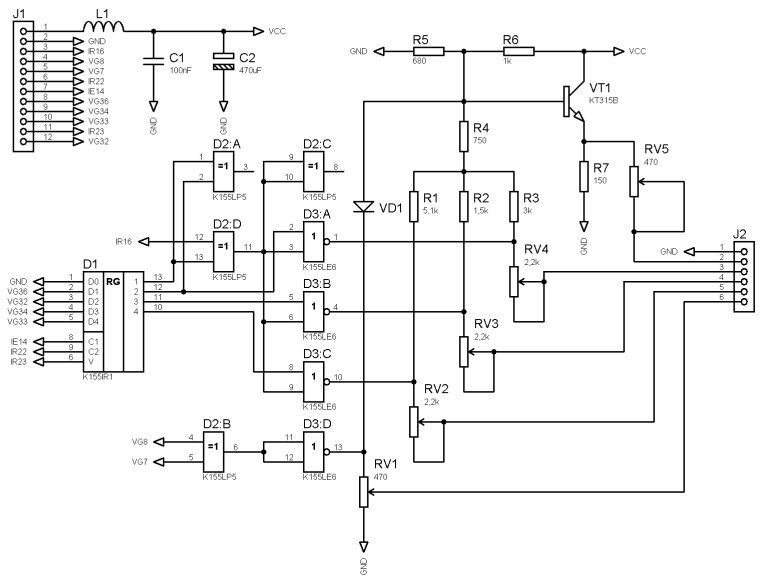 J1
L1
1
2
3
4
5
6
7
8
9
10
11
12
GND
IR16
VG8
VG7
IR22
IE14
VG36
VG34
VG33
IR23
VG32
VCC
C1
100nF
GND
C2
470uF
GND
GND
R5
680
R6
1k
VCC
VT1
KT315B
R4
750
R7
150
GND
RV5
470
D2:A
1
2
=1
3
K155LP5
D2:C
9
10
=1
8
K155LP5
D2:D
IR16
12
13
=1
11
K155LP5
D3:A
2
3
1
1
K155LE6
VD1
R1
5,1k
R2
1,5k
R3
3k
RV4
2,2k
GND
J2
1
2
3
4
5
6
D1
GND
VG36
VG32
VG34
VG33
IE14
IR22
IR23
1
2
3
4
5
8
9
6
D0
D1
D2
D3
D4
C1
C2
V
RG
1
2
3
4
13
12
11
10
K155IR1
D3:B
5
6
1
4
K155LE6
RV3
2,2k
D3:C
8
9
1
10
K155LE6
RV2
2,2k
D2:B
VG8
VG7
4
5
=1
6
K155LP5
D3:D
11
12
1
13
K155LE6
RV1
470
GND